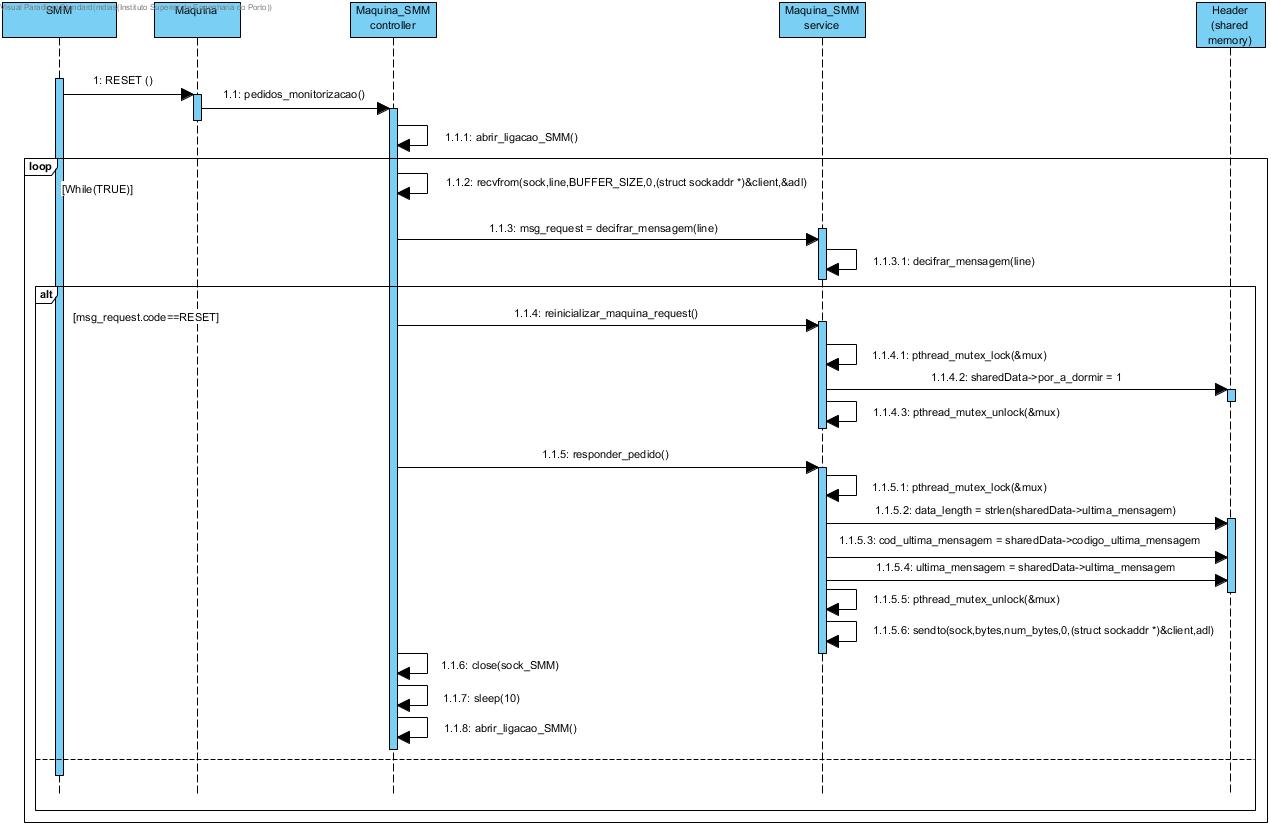 Visual Paradigm Standard(mdias(Instituto Superior de Engenharia do Porto))
SMM
Maquina
Maquina_SMM
controller
Maquina_SMM
service
Header
(shared
memory)
1: RESET ()
1.1: pedidos_monitorizacao()
1.1.1: abrir_ligacao_SMM()
loop
[While(TRUE)]
1.1.2: recvfrom(sock,line,BUFFER_SIZE,0,(struct sockaddr *)&client,&adl)
1.1.3: msg_request = decifrar_mensagem(line)
1.1.3.1: decifrar_mensagem(line)
alt
[msg_request.code==RESET]
1.1.4: reinicializar_maquina_request()
1.1.4.1: pthread_mutex_lock(&mux)
1.1.4.2: sharedData->por_a_dormir = 1
1.1.4.3: pthread_mutex_unlock(&mux)
1.1.5: responder_pedido()
1.1.5.1: pthread_mutex_lock(&mux)
1.1.5.2: data_length = strlen(sharedData->ultima_mensagem)
1.1.5.3: cod_ultima_mensagem = sharedData->codigo_ultima_mensagem
1.1.5.4: ultima_mensagem = sharedData->ultima_mensagem
1.1.5.5: pthread_mutex_unlock(&mux)
1.1.5.6: sendto(sock,bytes,num_bytes,0,(struct sockaddr *)&client,adl)
1.1.6: close(sock_SMM)
1.1.7: sleep(10)
1.1.8: abrir_ligacao_SMM()